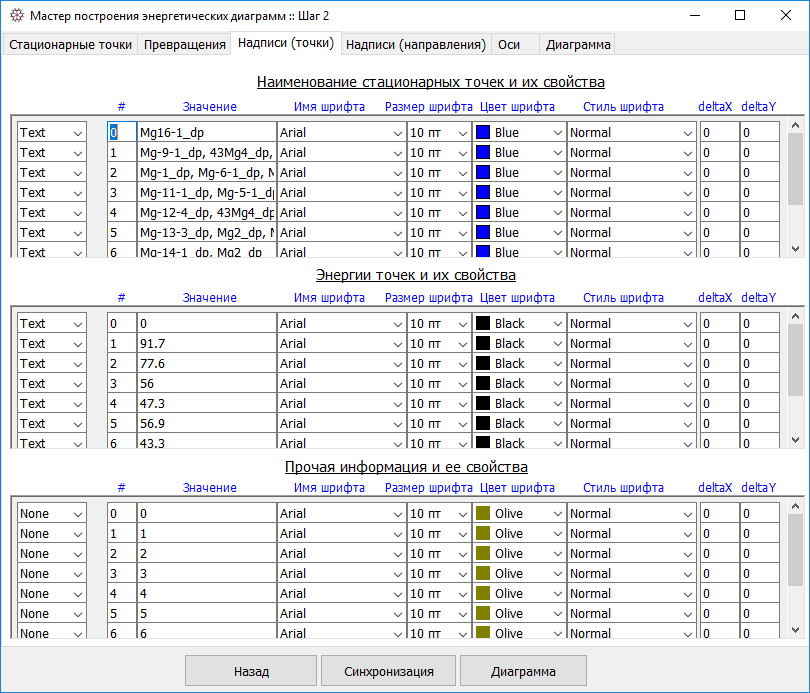 Мастер построения энергетических диаграмм :: Шаг 2
Стационарные точки Превращения Надписи (точки) Надписи (направления) Оси Диаграмма
Наименование стационарных точек и их свойства
# Значение Имя шрифта Размер шрифта Цвет шрифта Стиль шрифта deltaX deltaY
Text 0 Mg16-1_dp Arial 10 пт Blue Normal 0 0
Text 1 Mg-9-1_dp, 43Mg4_dp, Arial 10 пт Blue Normal 0 0
Text 2 Mg-1_dp, Mg-6-1_dp, M Arial 10 пт Blue Normal 0 0
Text 3 Mg-11-1_dp, Mg-5-1_d Arial 10 пт Blue Normal 0 0
Text 4 Mg-12-4_dp, 43Mg4_dp Arial 10 пт Blue Normal 0 0
Text 5 Mg-13-3_dp, Mg2_dp, M Arial 10 пт Blue Normal 0 0
Text 6 Mg-14-1_dp, Mg2_dp Arial 10 пт Blue Normal 0 0
Энергии точек и их свойства
# Значение Имя шрифта Размер шрифта Цвет шрифта Стиль шрифта deltaX deltaY
Text 0 0 Arial 10 пт Black Normal 0 0
Text 1 91.7 Arial 10 пт Black Normal 0 0
Text 2 77.6 Arial 10 пт Black Normal 0 0
Text 3 56 Arial 10 пт Black Normal 0 0
Text 4 47.3 Arial 10 пт Black Normal 0 0
Text 5 56.9 Arial 10 пт Black Normal 0 0
Text 6 43.3 Arial 10 пт Black Normal 0 0
Прочая информация и ее свойства
# Значение Имя шрифта Размер шрифта Цвет шрифта Стиль шрифта deltaX deltaY
None 0 0 Arial 10 пт Olive Normal 0 0
None 1 1 Arial 10 пт Olive Normal 0 0
None 2 2 Arial 10 пт Olive Normal 0 0
None 3 3 Arial 10 пт Olive Normal 0 0
None 4 4 Arial 10 пт Olive Normal 0 0
None 5 5 Arial 10 пт Olive Normal 0 0
None 6 6 Arial 10 пт Olive Normal 0 0
Назад Синхронизация Диаграмма